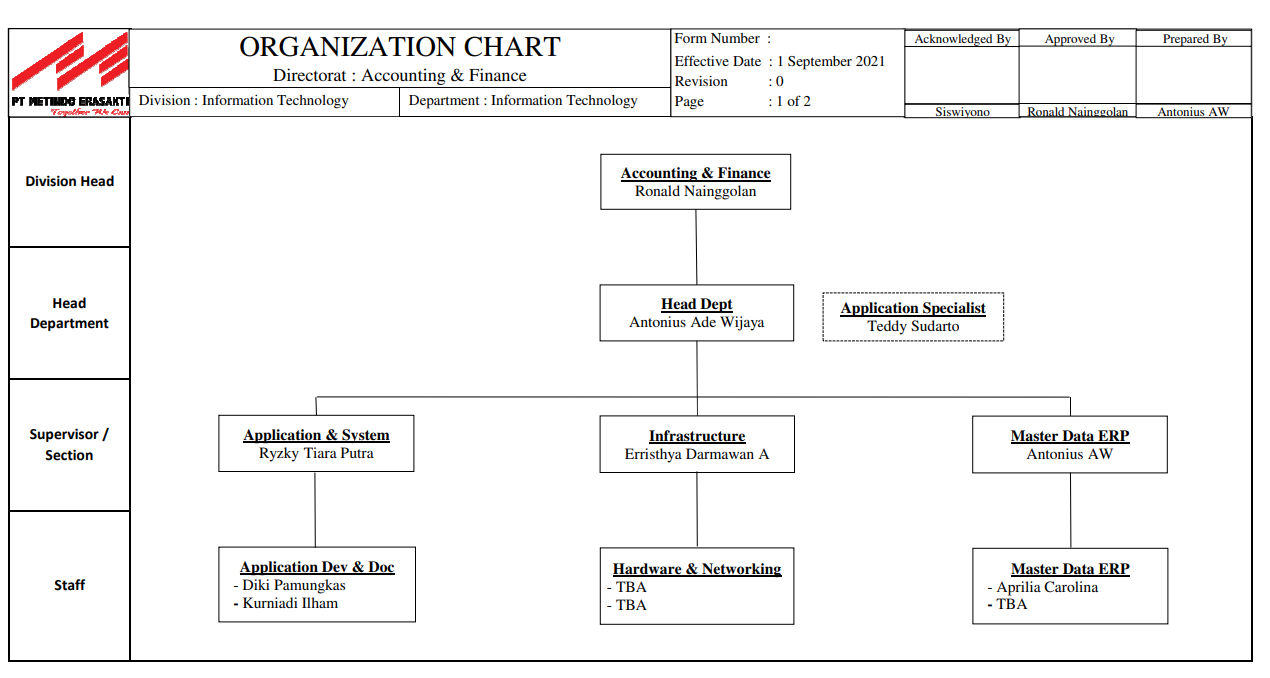 PT METINDO ERASAKTI
Together We Can
ORGANIZATION CHART
Directorat : Accounting & Finance
Division : Information Technology
Department : Information Technology
Form Number :
Effective Date : 1 September 2021
Revision : 0
Page : 1 of 2
Acknowledged By
Approved By
Prepared By
Siswiyono
Ronald Nainggolan
Antonius AW
Division Head
Accounting & Finance
Ronald Nainggolan
Head
Department
Head Dept
Antonius Ade Wijaya
Application Specialist
Teddy Sudarto
Supervisor /
Section
Application & System
Ryzky Tiara Putra
Infrastructure
Erristhya Darmawan A
Master Data ERP
Antonius AW
Staff
Application Dev & Doc
- Diki Pamungkas
- Kurniadi Ilham
Hardware & Networking
- TBA
- TBA
Master Data ERP
- Aprilia Carolina
- TBA